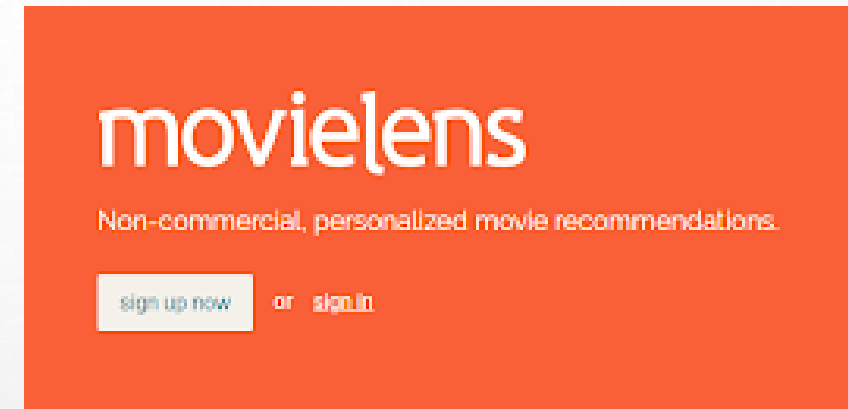 movielens
Non-commercial, personalized movie recommendations.
sign up now or sign in